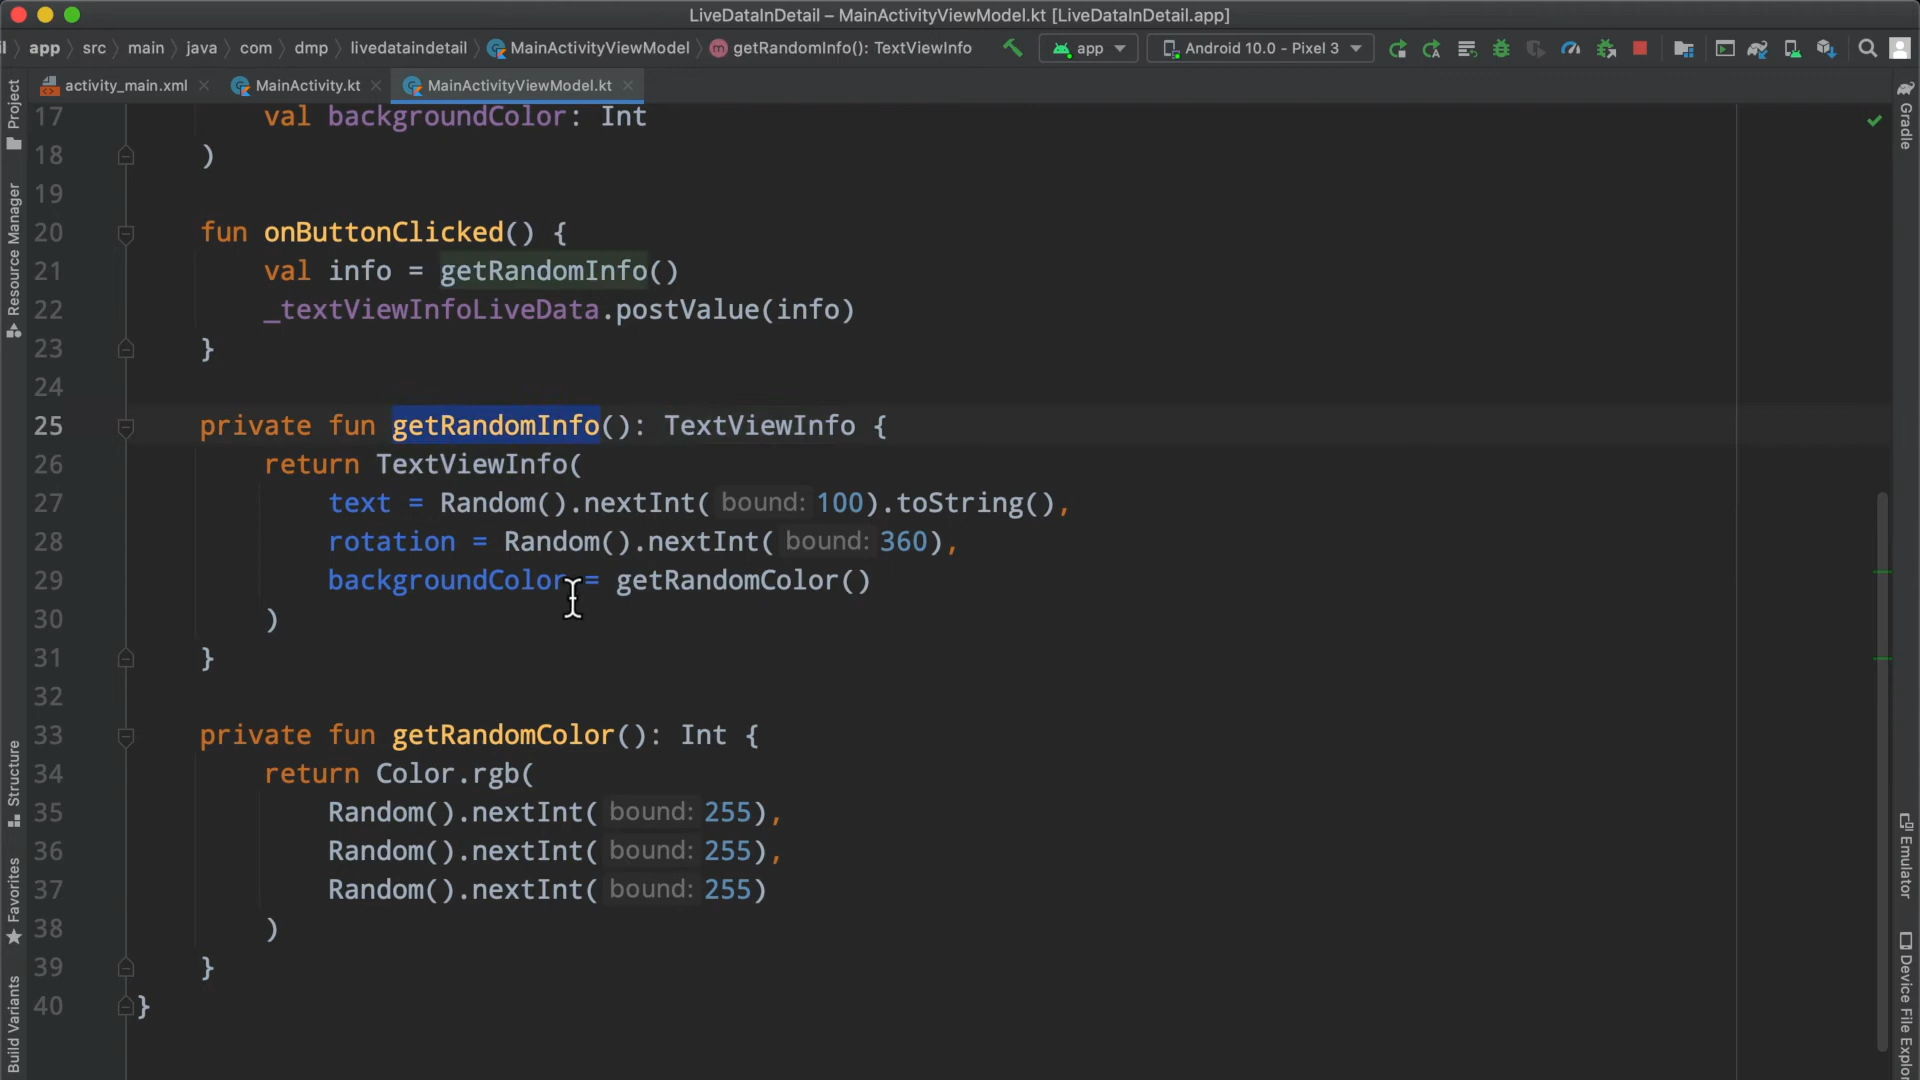 LiveDataInDetail – MainActivityViewModel.kt [LiveDataInDetail.app]
app src main java com dmp livedataindetail MainActivityViewModel getRandomInfo(): TextViewInfo app Android 10.0 - Pixel 3
activity_main.xml MainActivity.kt MainActivityViewModel.kt
Project
Resource Manager
Structure
Favorites
Build Variants
17 val backgroundColor: Int
18 )
19
20 fun onButtonClicked() {
21 val info = getRandomInfo()
22 _textViewInfoLiveData.postValue(info)
23 }
24
25 private fun getRandomInfo(): TextViewInfo {
26 return TextViewInfo(
27 text = Random().nextInt( bound: 100).toString(),
28 rotation = Random().nextInt( bound: 360),
29 backgroundColor = getRandomColor()
30 )
31 }
32
33 private fun getRandomColor(): Int {
34 return Color.rgb(
35 Random().nextInt( bound: 255),
36 Random().nextInt( bound: 255),
37 Random().nextInt( bound: 255)
38 )
39 }
40 }
Gradle
Emulator
Device File Explor